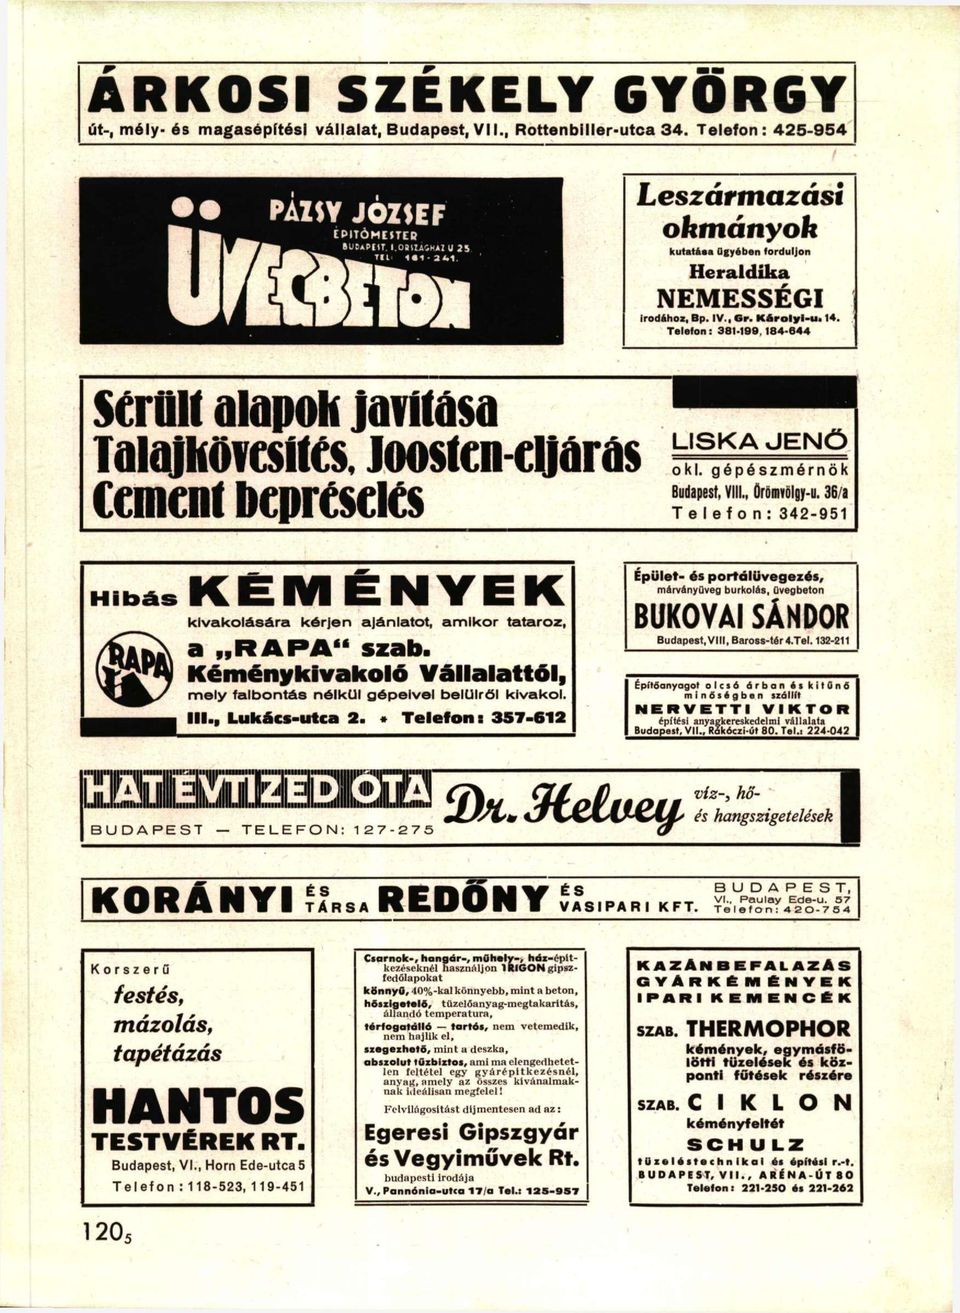 ÁRKOSI SZÉKELY GYÖRGY
út-, mély- és magasépítési vállalat, Budapest, VII., Rottenbiller-utca 34. Telefon: 425-954
PÁZSY JÓZSEF
ÉPITŐMESTER
BUDAPEST, I. ORSZÁGHÁZ U 25
TEL: 161-241.
ÜVEGBETON
Leszármazási
okmányok
kutatása ügyében forduljon
Heraldika
NEMESSÉGI
irodához, Bp. IV., Gr. Károlyi-u. 14.
Telefon: 381-199, 184-644
Sérült alapok javítása
Talajkövesítés, Joosten-eljárás
Cement bepréselés
LISKA JENŐ
okl. gépészmérnök
Budapest, VIII., Örömvölgy-u. 36/a
Telefon: 342-951
Hibás KÉMÉNYEK
kivakolására kérjen ajánlatot, amikor tataroz,
RAPA
a „RAPA“ szab.
Kéménykivakoló Vállalattól,
mely falbontás nélkül gépeivel belülről kivakol.
III., Lukács-utca 2. * Telefon: 357-612
Épület- és portálüvegezés,
márványüveg burkolás, üvegbeton
BUKOVAI SÁNDOR
Budapest, VIII, Baross-tér 4. Tel. 132-211
Építőanyagot olcsó árban és kitűnő
minőségben szállít
NERVETTI VIKTOR
építési anyagkereskedelmi vállalata
Budapest, VII., Rákóczi-út 80. Tel.: 224-042
HAT ÉVTIZED ÓTA
BUDAPEST — TELEFON: 127-275
Dr. Helvey
víz-, hő-
és hangszigetelések
KORÁNYI ÉS TÁRSA REDŐNY ÉS VASIPARI KFT.
BUDAPEST,
VI., Paulay Ede-u. 57
Telefon: 420-754
Korszerű
festés,
mázolás,
tapétázás
HANTOS
TESTVÉREK RT.
Budapest, VI., Horn Ede-utca 5
Telefon: 118-523, 119-451
Csarnok-, hangár-, műhely-, ház-épít-
kezéseknél használjon TRIGON gipsz-
fedőlapokat
könnyű, 40%-kal könnyebb, mint a beton,
hőszigetelő, tüzelőanyag-megtakarítás,
állandó temperatura,
térfogatálló — tartós, nem vetemedik,
nem hajlik el,
szegezhető, mint a deszka,
abszolut tűzbiztos, ami ma elengedhetet-
len feltétel egy gyárépitkezésnél,
anyag, amely az összes kívánalmak-
nak ideálisan megfelel!
Felvilágosítást díjmentesen ad az:
Egeresi Gipszgyár
és Vegyiművek Rt.
budapesti irodája
V., Pannónia-utca 17/a Tel.: 125-957
KAZÁNBEFALAZÁS
GYÁRKÉMÉNYEK
IPARI KEMENCÉK
SZAB. THERMOPHOR
kémények, egymásfö-
lötti tüzelések és köz-
ponti fűtések részére
SZAB. CIKLON
kéményfeltét
SCHULZ
tüzeléstechnikai és építési r.-t.
BUDAPEST, VII., ARÉNA-ÚT 80
Telefon: 221-250 és 221-262
120₅